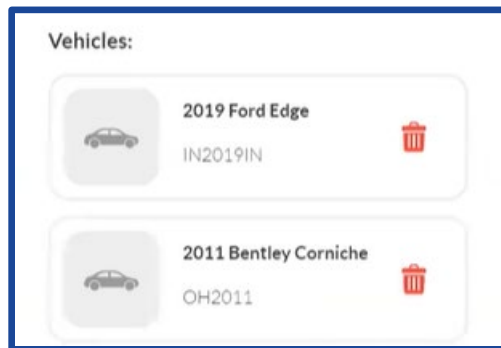 Vehicles:
2019 Ford Edge
IN2019IN
2011 Bentley Corniche
OH2011